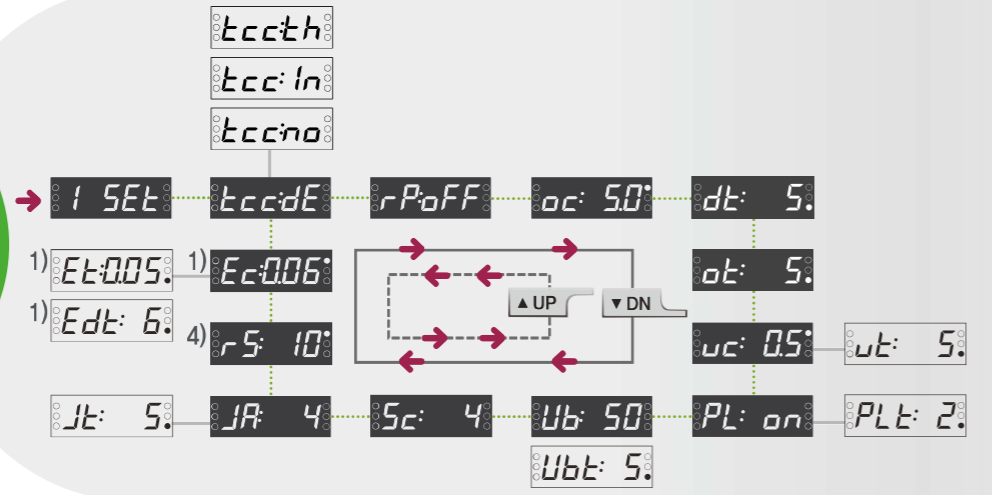 tcc:th
tcc: In
tcc:no
1 SEt
tcc:dE
rP:oFF
oc: 5.0
dt: 5.
1) Et:0.05.
1) Ec:0.06
ot: 5.
1) Edt: 6.
▲ UP
▼ DN
4) rS: 10
uc: 0.5
ut: 5.
Jt: 5.
JA: 4
Sc: 4
Ub: 50
PL: on
PLt: 2.
Ubt: 5.